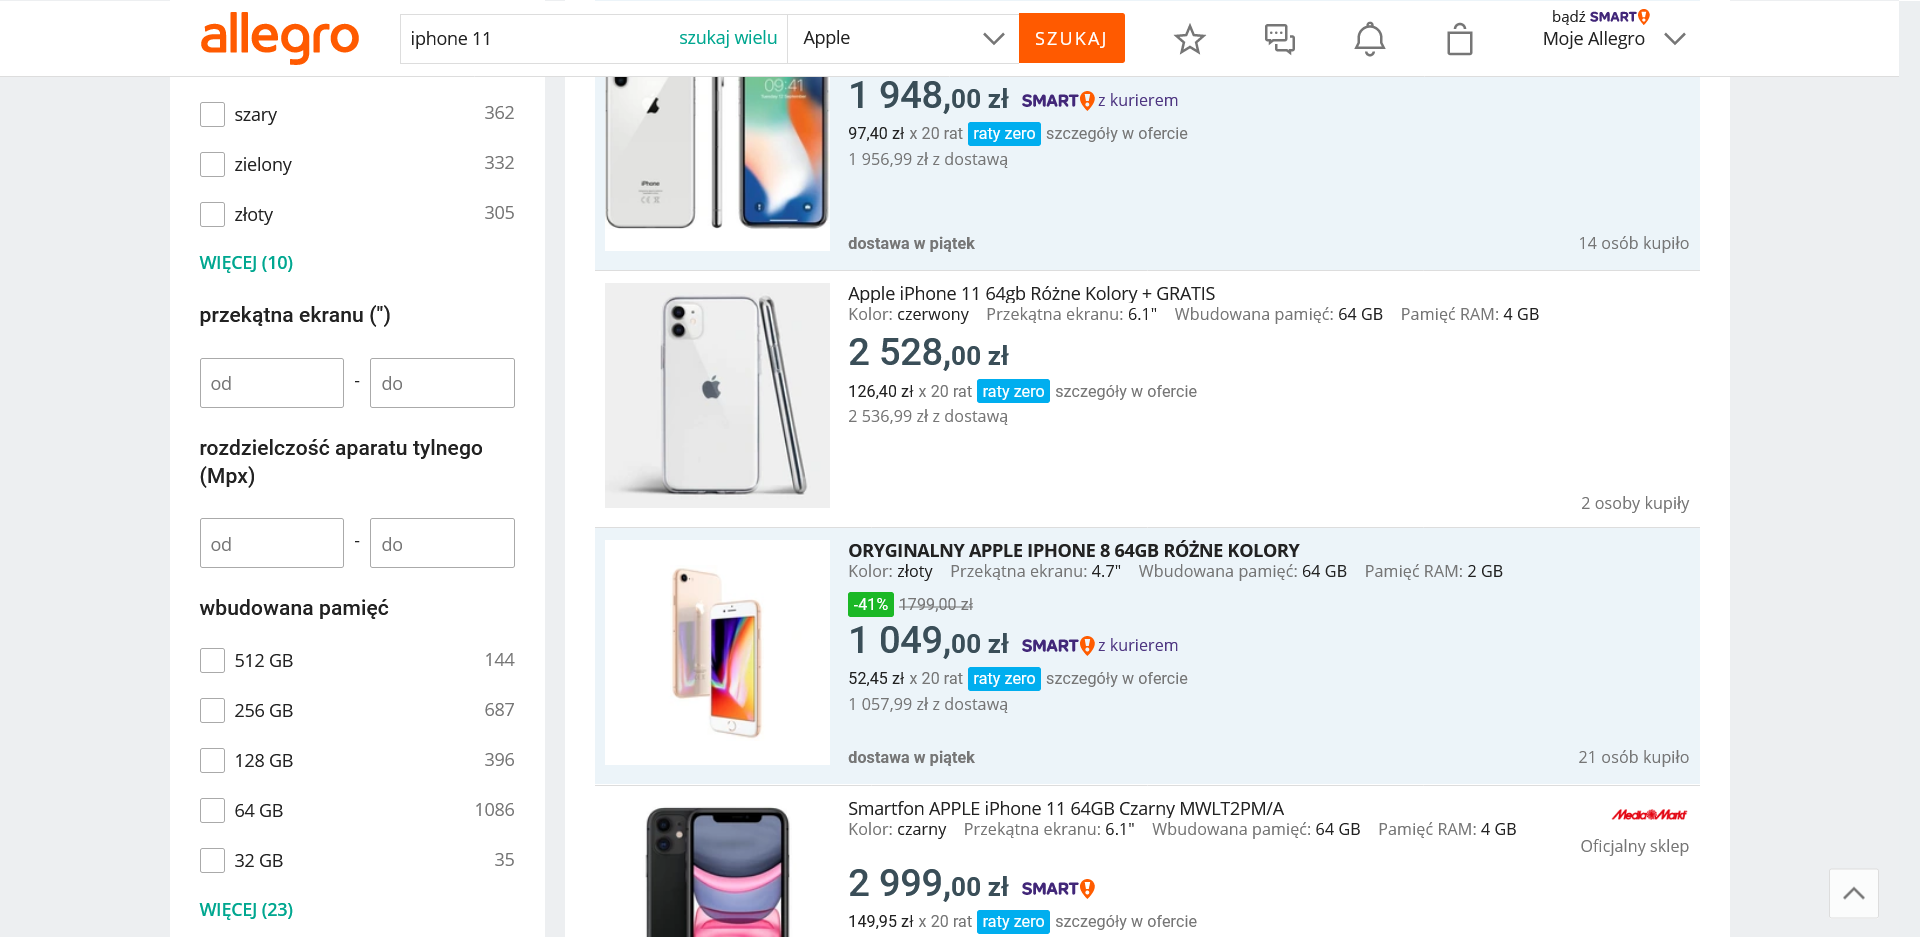 allegro
iphone 11
szukaj wielu
Apple
SZUKAJ
bądź SMART!
Moje Allegro
szary 362
zielony 332
złoty 305
WIĘCEJ (10)
przekątna ekranu (")
od - do
rozdzielczość aparatu tylnego
(Mpx)
od - do
wbudowana pamięć
512 GB 144
256 GB 687
128 GB 396
64 GB 1086
32 GB 35
WIĘCEJ (23)
09:41
iPhone
1 948,00 zł SMART! z kurierem
97,40 zł x 20 rat raty zero szczegóły w ofercie
1 956,99 zł z dostawą
dostawa w piątek
14 osób kupiło
Apple iPhone 11 64gb Różne Kolory + GRATIS
Kolor: czerwony Przekątna ekranu: 6.1" Wbudowana pamięć: 64 GB Pamięć RAM: 4 GB
2 528,00 zł
126,40 zł x 20 rat raty zero szczegóły w ofercie
2 536,99 zł z dostawą
2 osoby kupiły
ORYGINALNY APPLE IPHONE 8 64GB RÓŻNE KOLORY
Kolor: złoty Przekątna ekranu: 4.7" Wbudowana pamięć: 64 GB Pamięć RAM: 2 GB
-41% 1799,00 zł
1 049,00 zł SMART! z kurierem
52,45 zł x 20 rat raty zero szczegóły w ofercie
1 057,99 zł z dostawą
dostawa w piątek
21 osób kupiło
Smartfon APPLE iPhone 11 64GB Czarny MWLT2PM/A
Kolor: czarny Przekątna ekranu: 6.1" Wbudowana pamięć: 64 GB Pamięć RAM: 4 GB
Media Markt
Oficjalny sklep
2 999,00 zł SMART!
149,95 zł x 20 rat raty zero szczegóły w ofercie